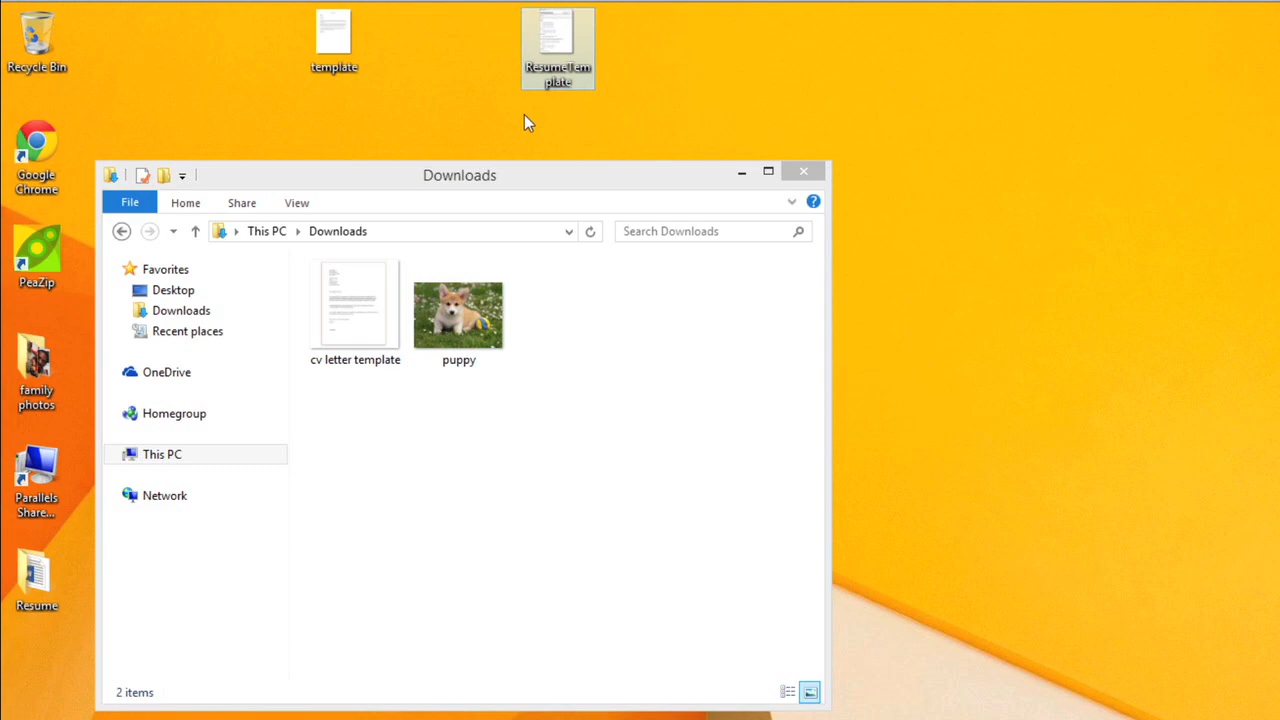 Recycle Bin
template
ResumeTem
plate
Google
Chrome
PeaZip
family
photos
Parallels
Share...
Resume
Downloads
File
Home
Share
View
This PC
Downloads
Search Downloads
Favorites
Desktop
Downloads
Recent places
OneDrive
Homegroup
This PC
Network
cv letter template
puppy
2 items